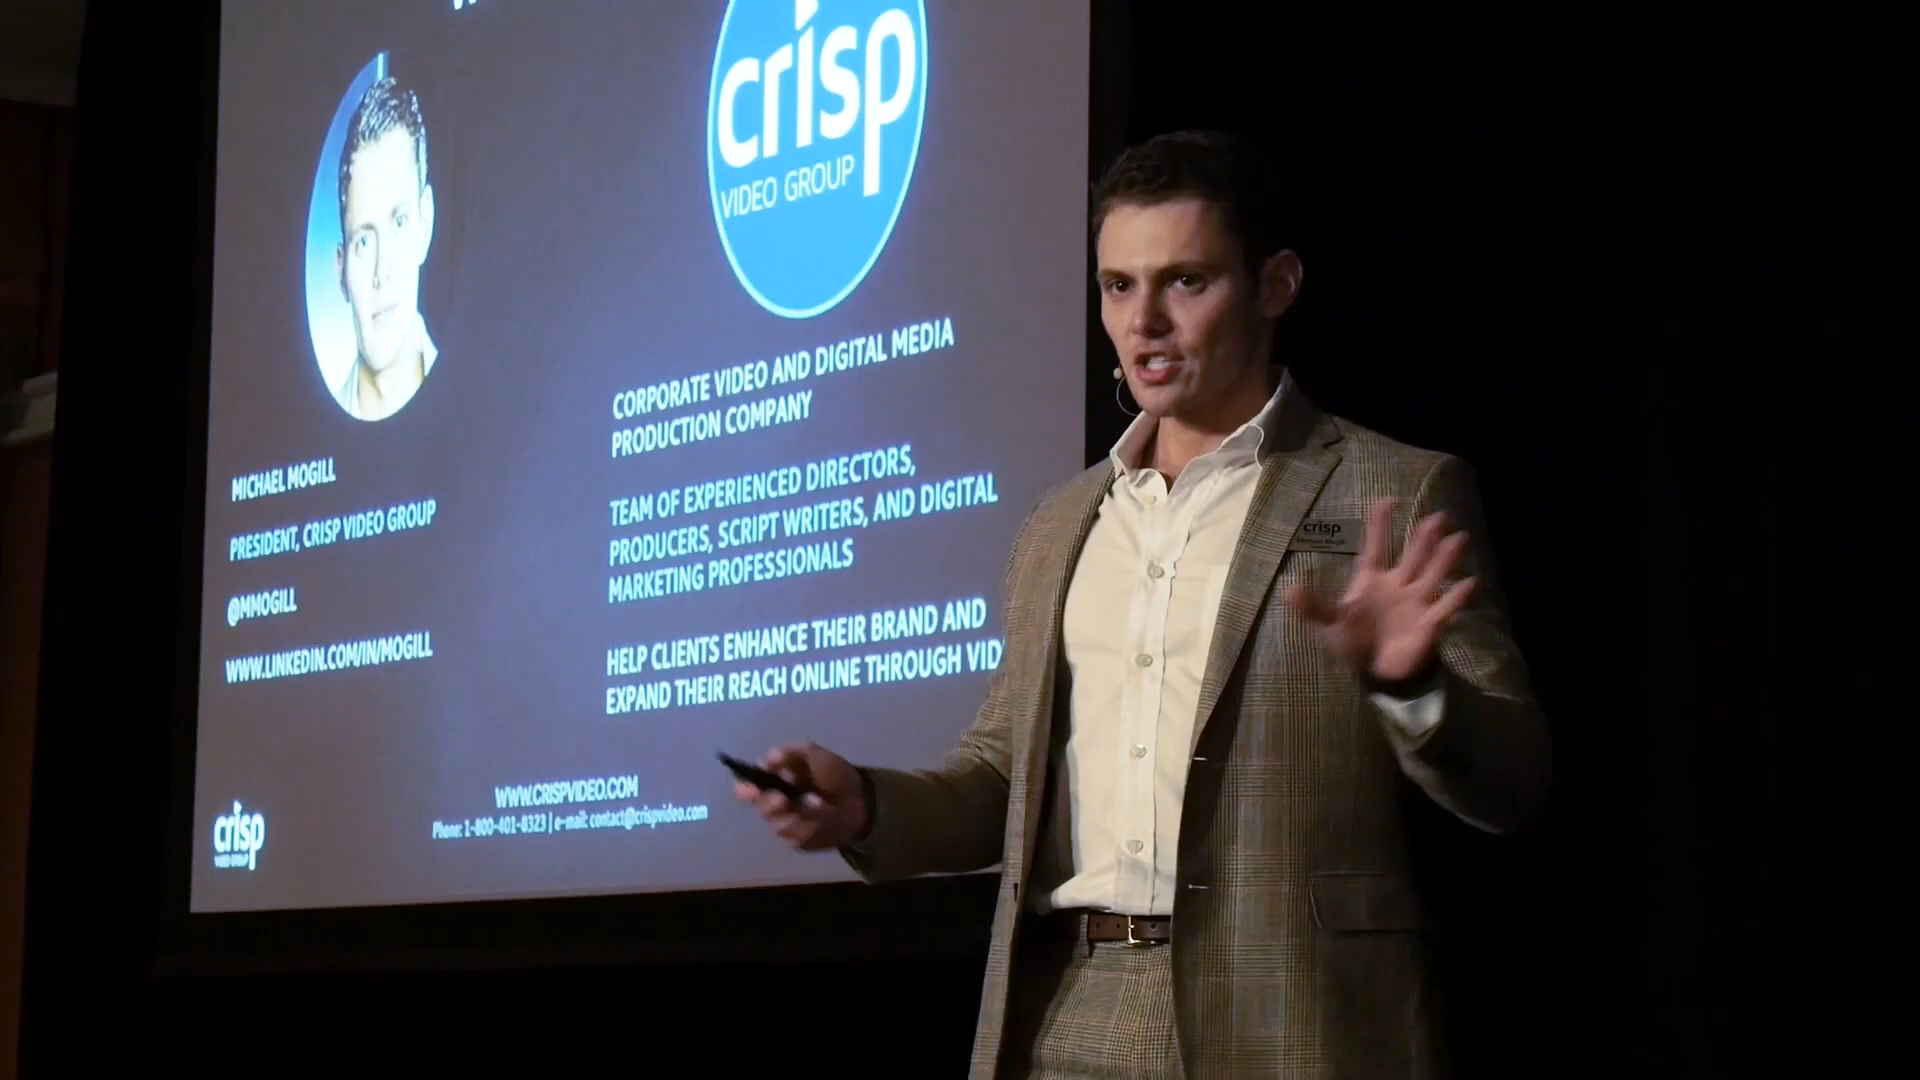 crisp
VIDEO GROUP
CORPORATE VIDEO AND DIGITAL MEDIA
PRODUCTION COMPANY
TEAM OF EXPERIENCED DIRECTORS,
PRODUCERS, SCRIPT WRITERS, AND DIGITAL
MARKETING PROFESSIONALS
HELP CLIENTS ENHANCE THEIR BRAND AND
EXPAND THEIR REACH ONLINE THROUGH VID
MICHAEL MOGILL
PRESIDENT, CRISP VIDEO GROUP
@MMOGILL
WWW.LINKEDIN.COM/IN/MOGILL
WWW.CRISPVIDEO.COM
Phone: 1-800-401-8323 | e-mail: contact@crispvideo.com
crisp
VIDEO GROUP
crisp